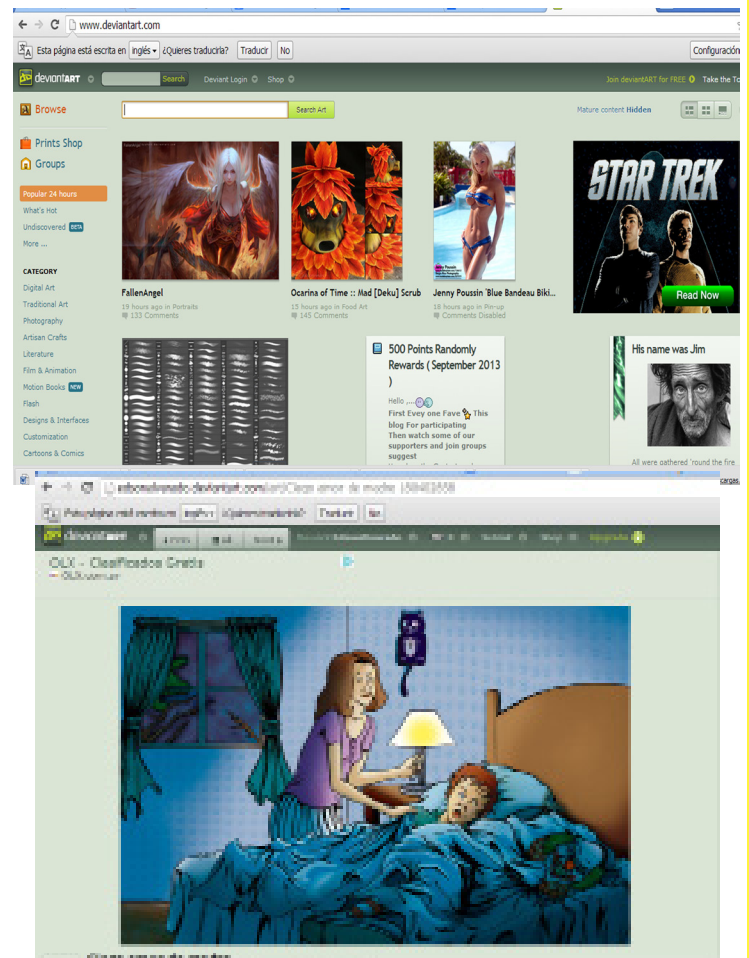 www.deviantart.com
Esta página está escrita en inglés ¿Quieres traducirla? Traducir No Configuración
deviantART Search Deviant Login Shop Join deviantART for FREE Take the To
Browse Search Art Mature content Hidden
Prints Shop
Groups
Popular 24 hours
What's Hot
Undiscovered BETA
More ...
CATEGORY
Digital Art
Traditional Art
Photography
Artisan Crafts
Literature
Film & Animation
Motion Books NEW
Flash
Designs & Interfaces
Customization
Cartoons & Comics
FallenAngel
19 hours ago in Portraits
133 Comments
Ocarina of Time :: Mad [Deku] Scrub
15 hours ago in Food Art
145 Comments
Jenny Poussin 'Blue Bandeau Biki...
18 hours ago in Pin-up
Comments Disabled
STAR TREK
Read Now
500 Points Randomly
Rewards ( September 2013
)
Hello ,....
First Evey one Fave This
blog For participating
Then watch some of our
supporters and join groups
suggest
His name was Jim
All were gathered 'round the fire
cargas
deviantART
OLX - Clasificados Gratis